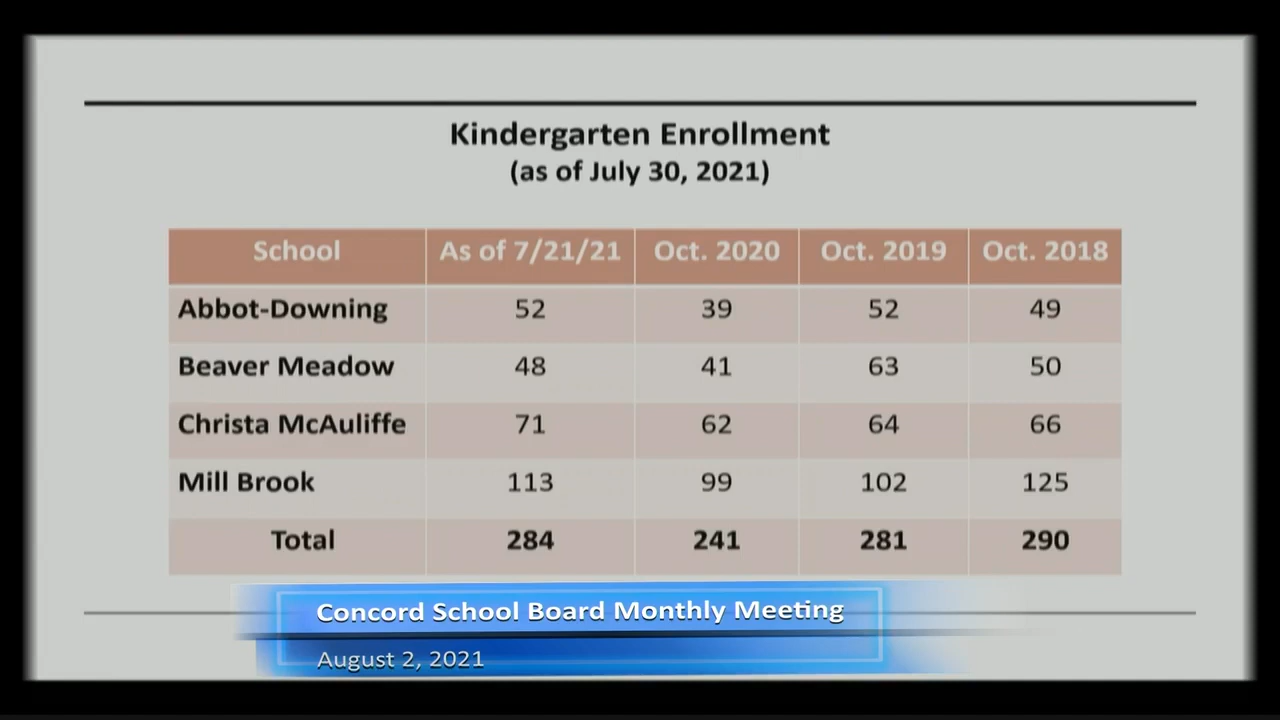 Kindergarten Enrollment
(as of July 30, 2021)
School As of 7/21/21 Oct. 2020 Oct. 2019 Oct. 2018
Abbot-Downing 52 39 52 49
Beaver Meadow 48 41 63 50
Christa McAuliffe 71 62 64 66
Mill Brook 113 99 102 125
Total 284 241 281 290
Concord School Board Monthly Meeting
August 2, 2021